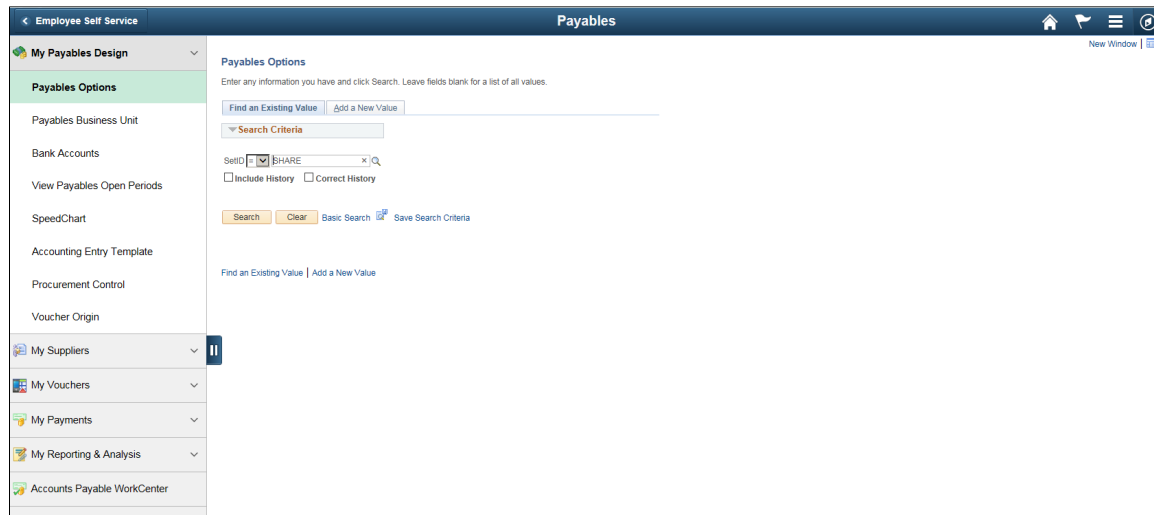 Employee Self Service
Payables
New Window
My Payables Design
Payables Options
Payables Business Unit
Bank Accounts
View Payables Open Periods
SpeedChart
Accounting Entry Template
Procurement Control
Voucher Origin
My Suppliers
My Vouchers
My Payments
My Reporting & Analysis
Accounts Payable WorkCenter
Payables Options
Enter any information you have and click Search. Leave fields blank for a list of all values.
Find an Existing Value Add a New Value
Search Criteria
SetID = SHARE
Include History Correct History
Search Clear Basic Search Save Search Criteria
Find an Existing Value | Add a New Value